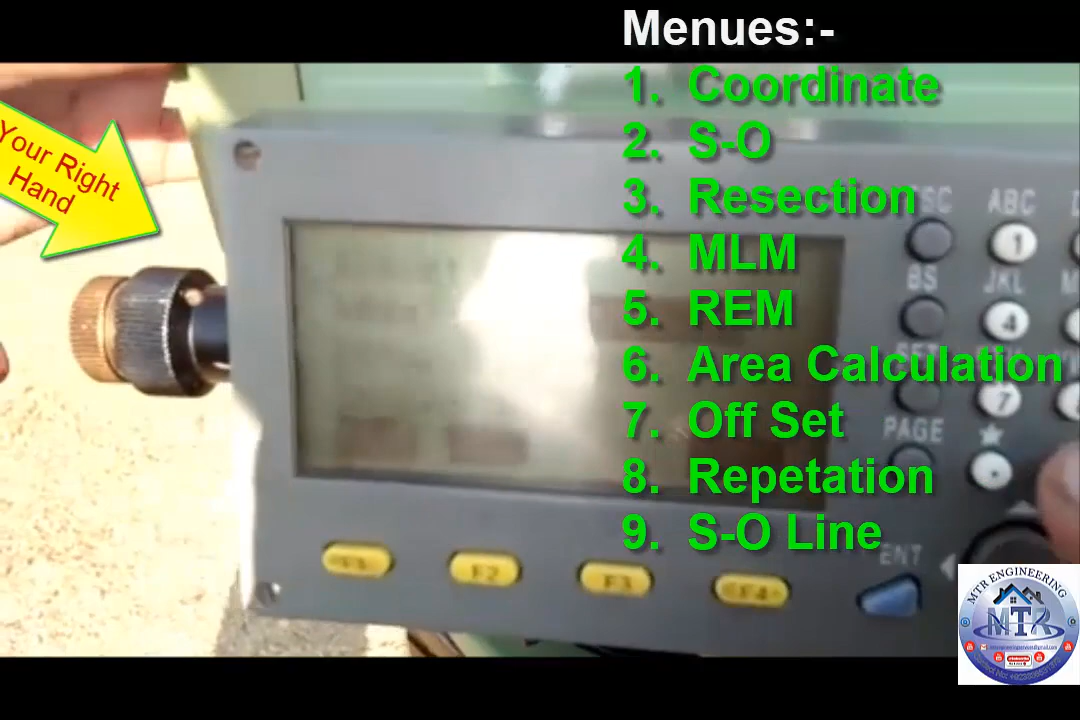 Menues:-
1. Coordinate
2. S-O
3. Resection
4. MLM
5. REM
6. Area Calculation
7. Off Set
8. Repetation
9. S-O Line
Your Right
Hand
ABC
1
BS
JKL
4
7
PAGE
F2
F3
F4
ENT
MTR ENGINEERING
MTR